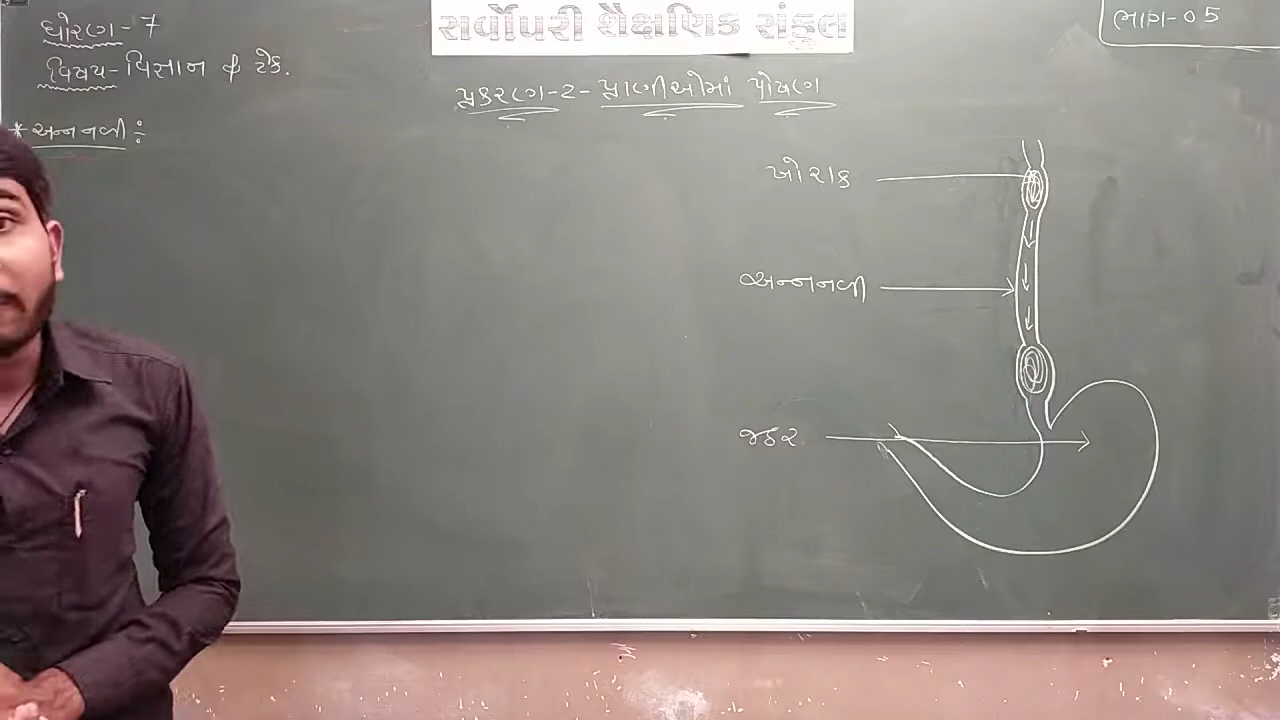 ધોરણ-7
સર્વોપરી શૈક્ષણિક સંકુલ
ભાગ-05
વિષય-વિજ્ઞાન & ટેક.
પ્રકરણ-2-પ્રાણીઓમાં પોષણ
* અન્નનળી÷
ખોરાક
અન્નનળી
જઠર